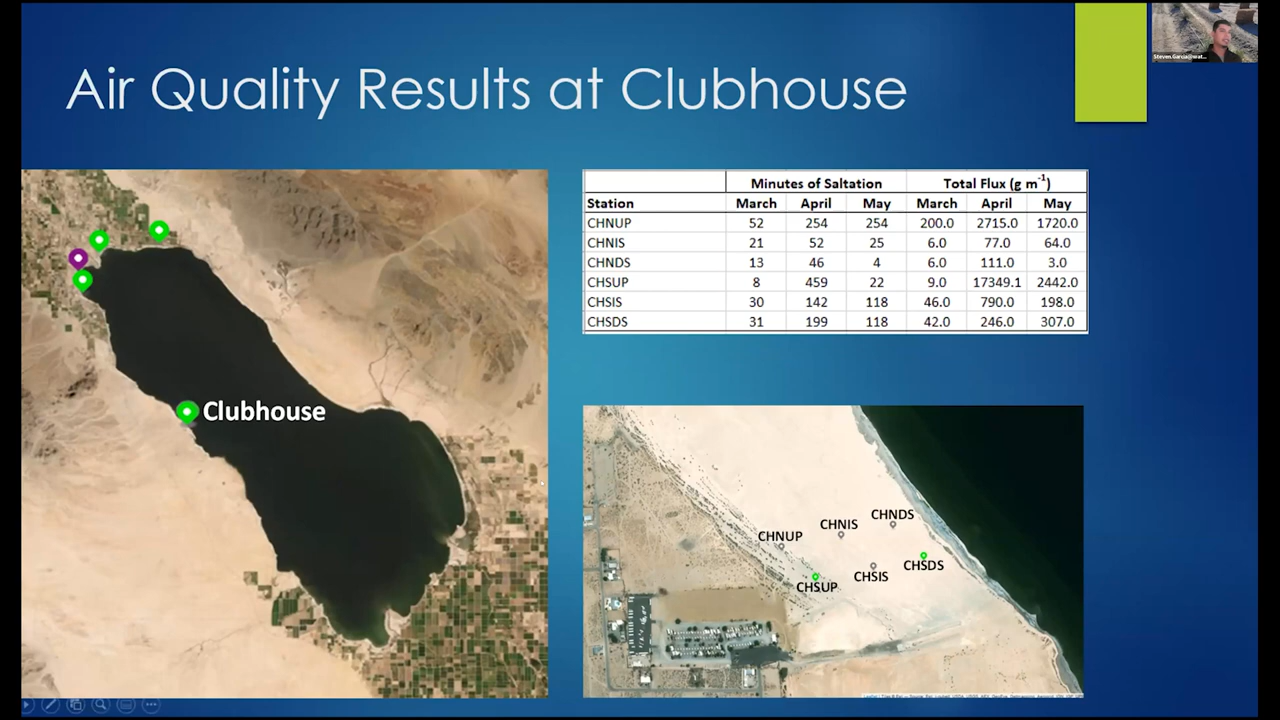 Air Quality Results at Clubhouse
Clubhouse
Minutes of Saltation Total Flux (g m-1)
Station March April May March April May
CHNUP 52 254 254 200.0 2715.0 1720.0
CHNIS 21 52 25 6.0 77.0 64.0
CHNDS 13 46 4 6.0 111.0 3.0
CHSUP 8 459 22 9.0 17349.1 2442.0
CHSIS 30 142 118 46.0 790.0 198.0
CHSDS 31 199 118 42.0 246.0 307.0
CHNDS
CHNIS
CHNUP
CHSDS
CHSIS
CHSUP